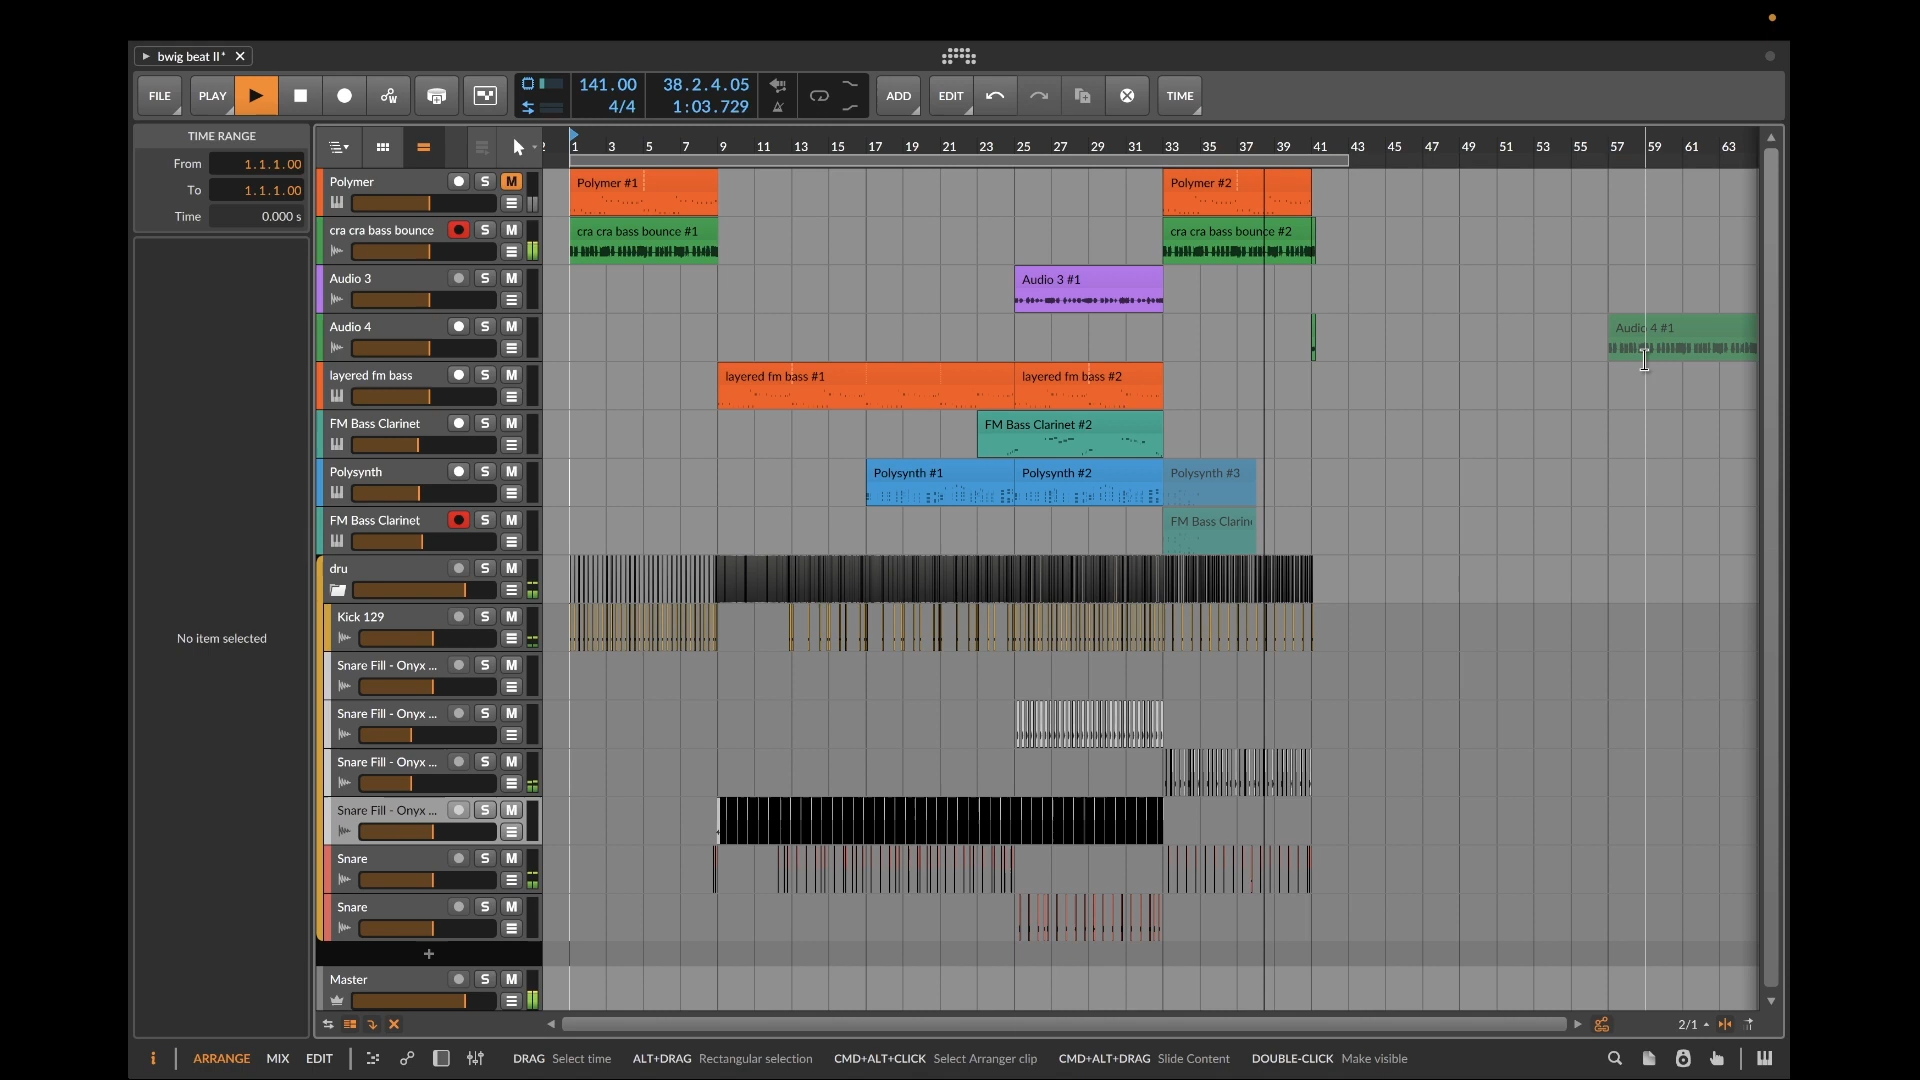 bwig beat II*
FILE PLAY 141.00 38.2.4.05 ADD EDIT TIME
4/4 1:03.729
TIME RANGE
From 1.1.1.00
To 1.1.1.00
Time 0.000 s
No item selected
1 3 5 7 9 11 13 15 17 19 21 23 25 27 29 31 33 35 37 39 41 43 45 47 49 51 53 55 57 59 61 63
Polymer S M
Polymer #1 Polymer #2
cra cra bass bounce S M
cra cra bass bounce #1 cra cra bass bounce #2
Audio 3 S M
Audio 3 #1
Audio 4 S M
Audio 4 #1
layered fm bass S M
layered fm bass #1 layered fm bass #2
FM Bass Clarinet S M
FM Bass Clarinet #2
Polysynth S M
Polysynth #1 Polysynth #2 Polysynth #3
FM Bass Clarinet S M
FM Bass Clarin
dru S M
Kick 129 S M
Snare Fill - Onyx ... S M
Snare Fill - Onyx ... S M
Snare Fill - Onyx ... S M
Snare Fill - Onyx ... S M
Snare S M
Snare S M
+
Master S M
2/1
i ARRANGE MIX EDIT DRAG Select time ALT+DRAG Rectangular selection CMD+ALT+CLICK Select Arranger clip CMD+ALT+DRAG Slide Content DOUBLE-CLICK Make visible